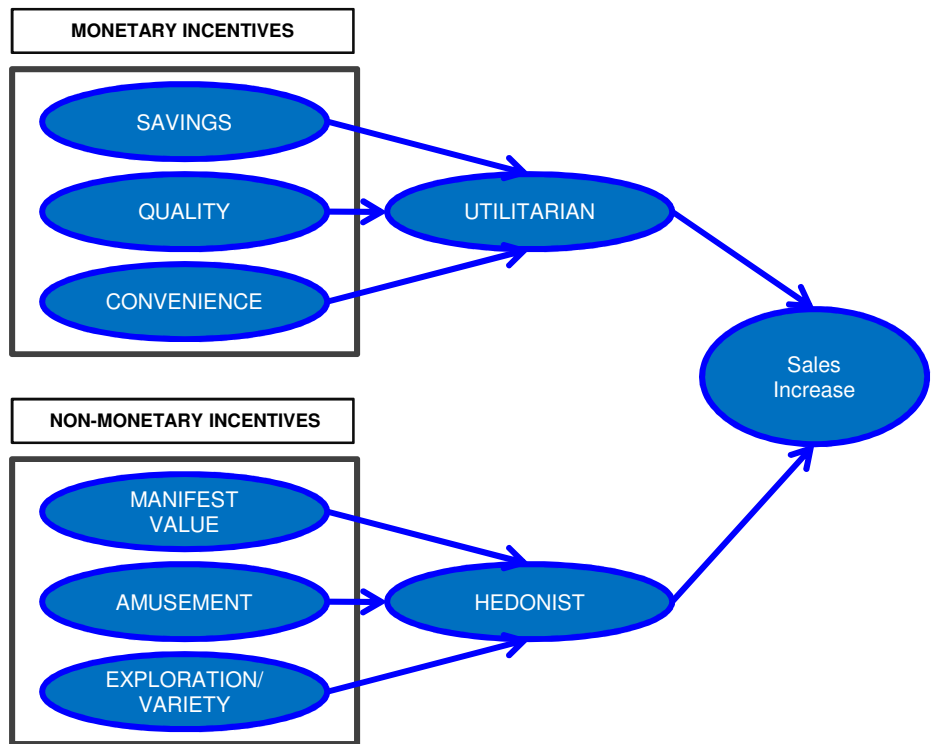 MONETARY INCENTIVES
SAVINGS
QUALITY
UTILITARIAN
CONVENIENCE
Sales
Increase
NON-MONETARY INCENTIVES
MANIFEST
VALUE
AMUSEMENT
HEDONIST
EXPLORATION/
VARIETY